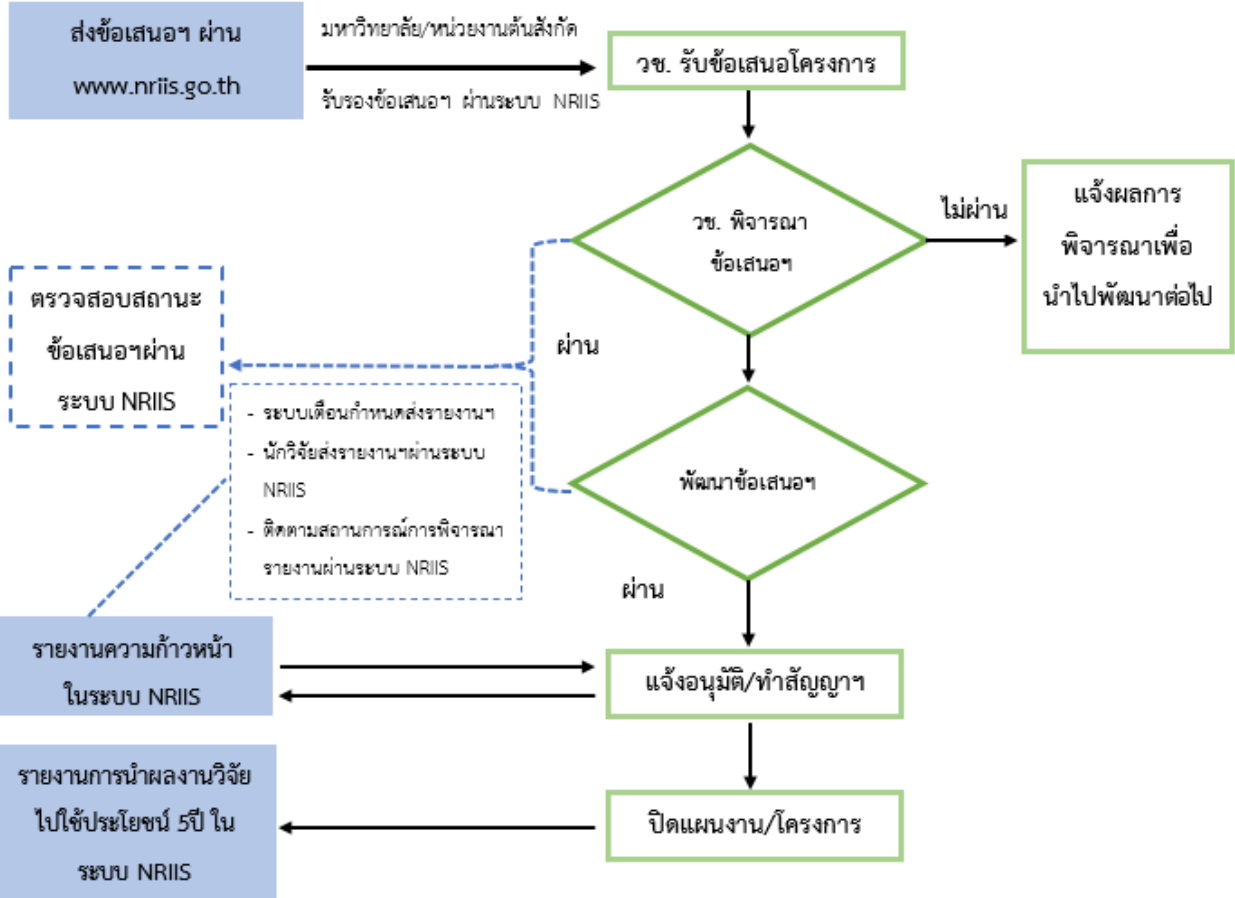 ส่งข้อเสนอฯ ผ่าน
www.nriis.go.th
มหาวิทยาลัย/หน่วยงานต้นสังกัด
รับรองข้อเสนอฯ ผ่านระบบ NRIIS
วช. รับข้อเสนอโครงการ
วช. พิจารณา
ข้อเสนอฯ
ไม่ผ่าน
แจ้งผลการ
พิจารณาเพื่อ
นำไปพัฒนาต่อไป
ผ่าน
ตรวจสอบสถานะ
ข้อเสนอฯผ่าน
ระบบ NRIIS
- ระบบเตือนกำหนดส่งรายงานฯ
- นักวิจัยส่งรายงานฯผ่านระบบ
NRIIS
- ติดตามสถานการณ์การพิจารณา
รายงานผ่านระบบ NRIIS
พัฒนาข้อเสนอฯ
ผ่าน
รายงานความก้าวหน้า
ในระบบ NRIIS
แจ้งอนุมัติ/ทำสัญญาฯ
รายงานการนำผลงานวิจัย
ไปใช้ประโยชน์ 5ปี ใน
ระบบ NRIIS
ปิดแผนงาน/โครงการ